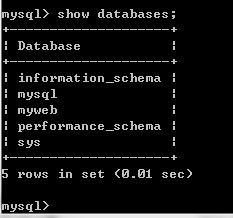 mysql> show databases;
+--------------------+
| Database           |
+--------------------+
| information_schema |
| mysql              |
| myweb              |
| performance_schema |
| sys                |
+--------------------+
5 rows in set (0.01 sec)
mysql>